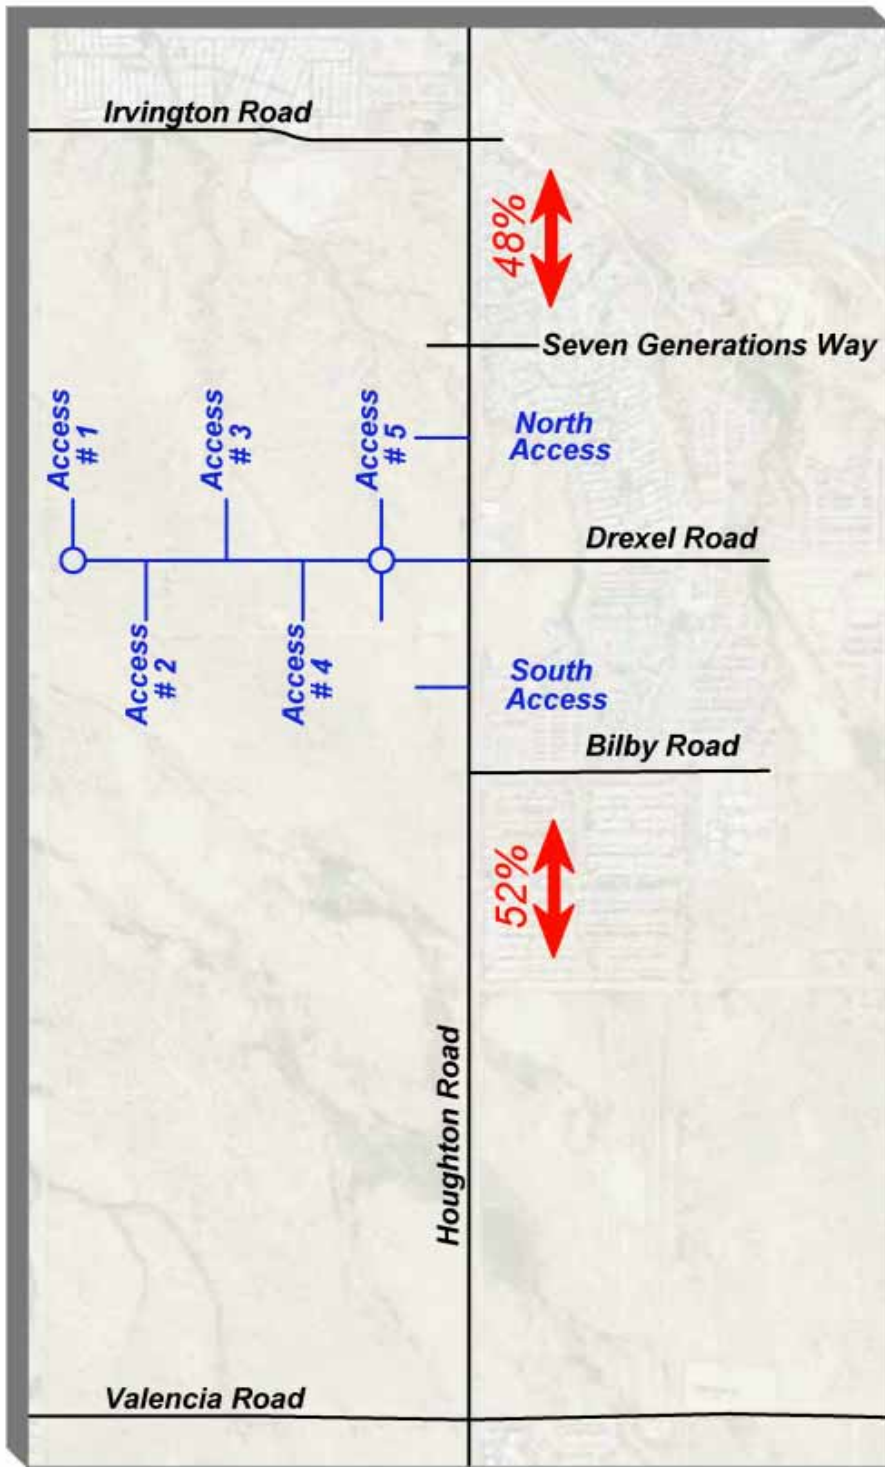 Irvington Road
48%
Seven Generations Way
Access
# 1
Access
# 3
Access
# 5
North
Access
Drexel Road
Access
# 2
Access
# 4
South
Access
Bilby Road
52%
Houghton Road
Valencia Road